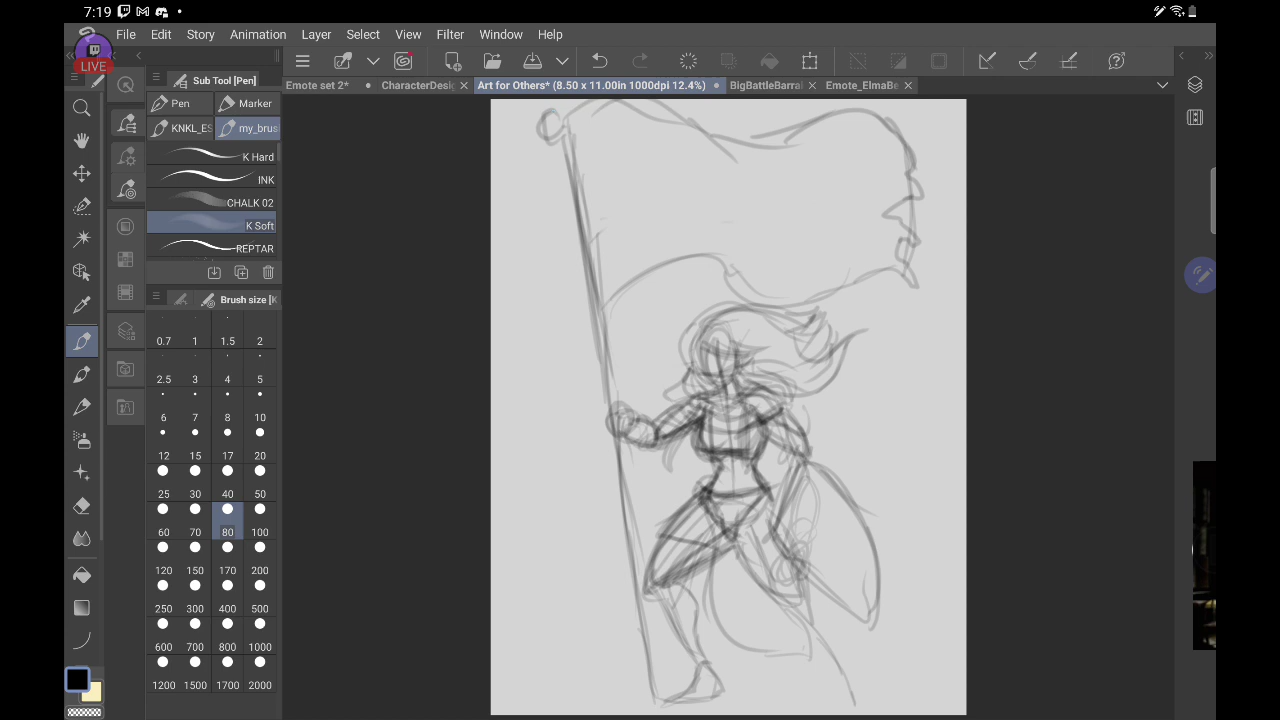 7:19
LIVE
File Edit Story Animation Layer Select View Filter Window Help
Sub Tool [Pen]
Emote set 2* CharacterDesi Art for Others* (8.50 x 11.00in 1000dpi 12.4%) BigBattleBarra Emote_ElmaBe
Pen Marker
KNKL_ES my_brus
K Hard
INK
CHALK 02
K Soft
REPTAR
Brush size [K
0.7 1 1.5 2
2.5 3 4 5
6 7 8 10
12 15 17 20
25 30 40 50
60 70 80 100
120 150 170 200
250 300 400 500
600 700 800 1000
1200 1500 1700 2000